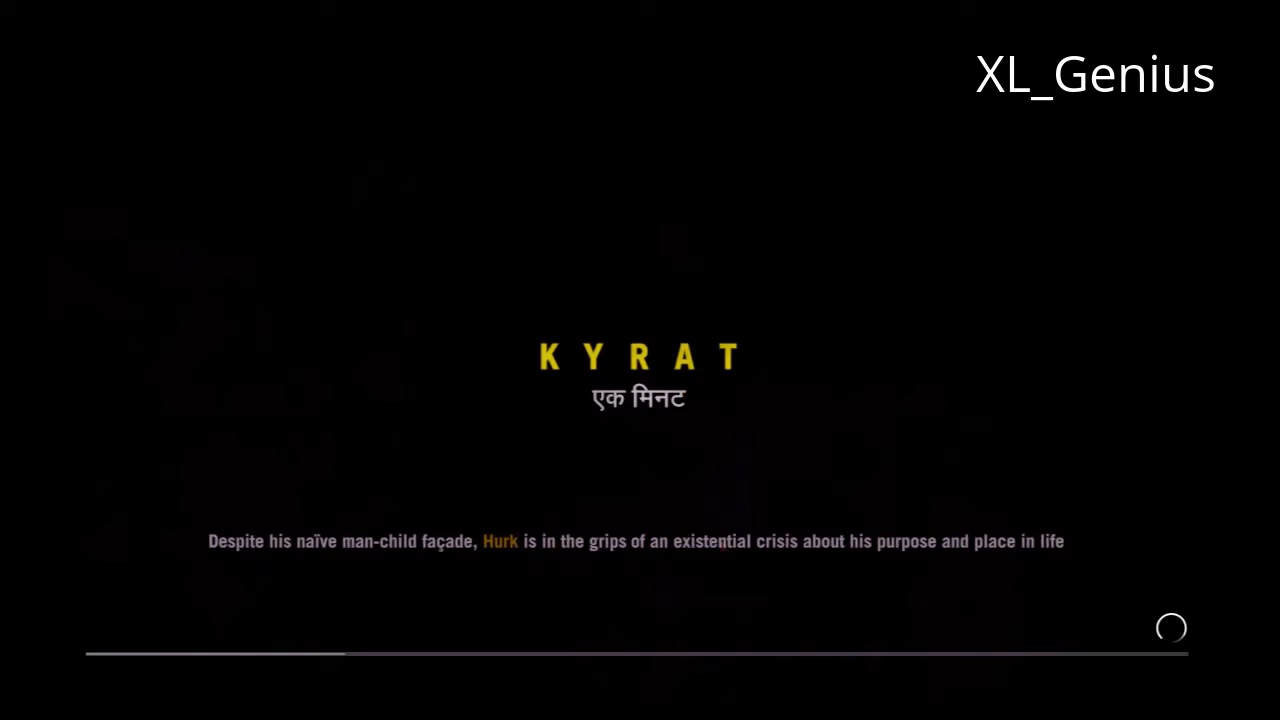 XL_Genius
KYRAT
एक मिनट
Despite his naïve man-child façade, Hurk is in the grips of an existential crisis about his purpose and place in life